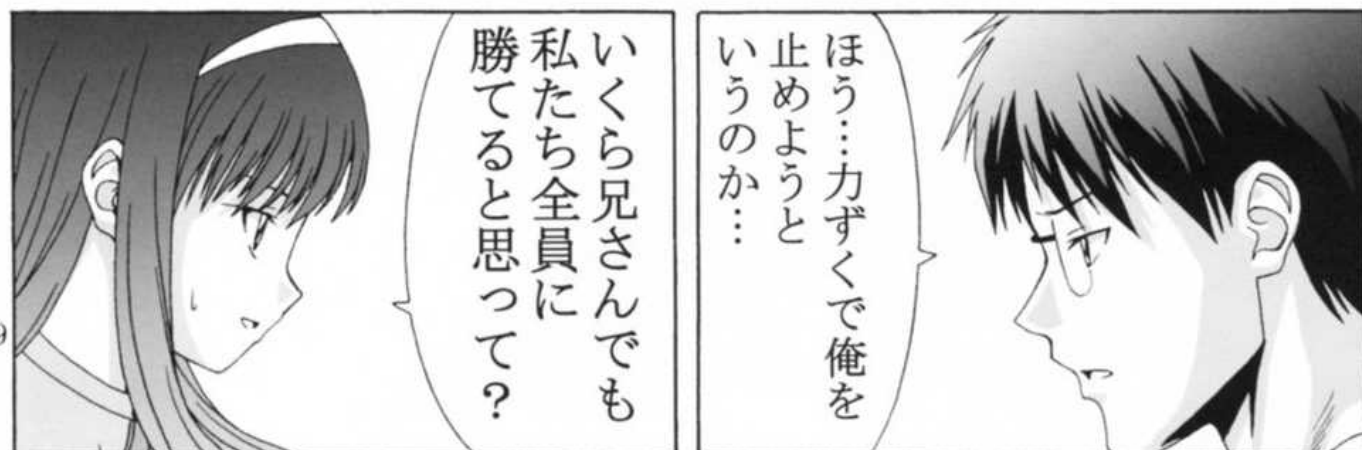 ほう…力ずくで俺を
止めようと
いうのか…
いくら兄さんでも
私たち全員に
勝てると思って？
9